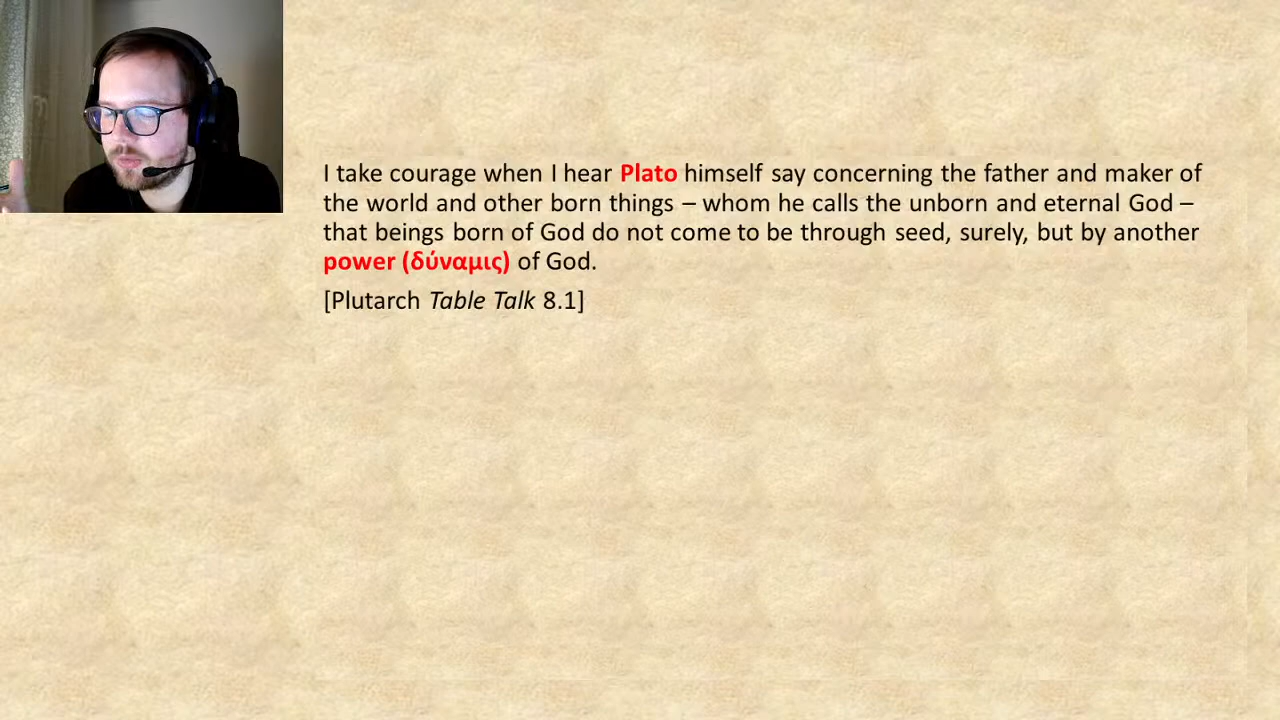 I take courage when I hear Plato himself say concerning the father and maker of
the world and other born things – whom he calls the unborn and eternal God –
that beings born of God do not come to be through seed, surely, but by another
power (δύναμις) of God.
[Plutarch Table Talk 8.1]